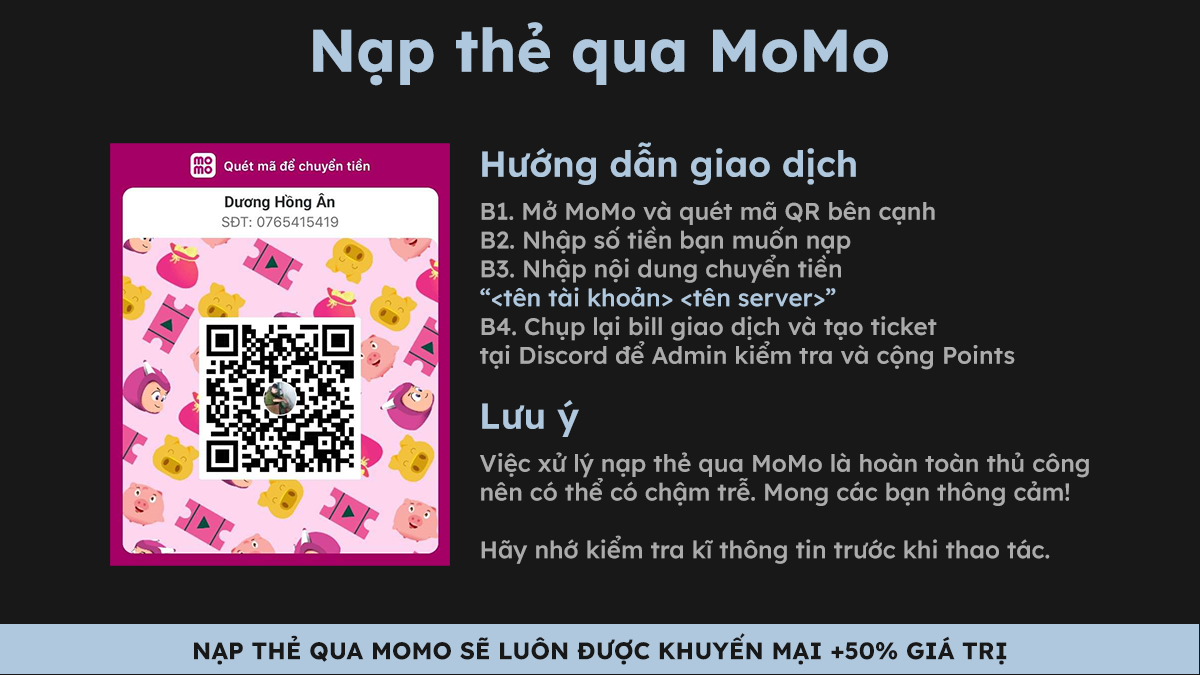 Nạp thẻ qua MoMo
mo
mo
Quét mã để chuyển tiền
Dương Hồng Ân
SĐT: 0765415419
Hướng dẫn giao dịch
B1. Mở MoMo và quét mã QR bên cạnh
B2. Nhập số tiền bạn muốn nạp
B3. Nhập nội dung chuyển tiền
“<tên tài khoản> <tên server>”
B4. Chụp lại bill giao dịch và tạo ticket
tại Discord để Admin kiểm tra và cộng Points
Lưu ý
Việc xử lý nạp thẻ qua MoMo là hoàn toàn thủ công
nên có thể có chậm trễ. Mong các bạn thông cảm!
Hãy nhớ kiểm tra kĩ thông tin trước khi thao tác.
NẠP THẺ QUA MOMO SẼ LUÔN ĐƯỢC KHUYẾN MẠI +50% GIÁ TRỊ